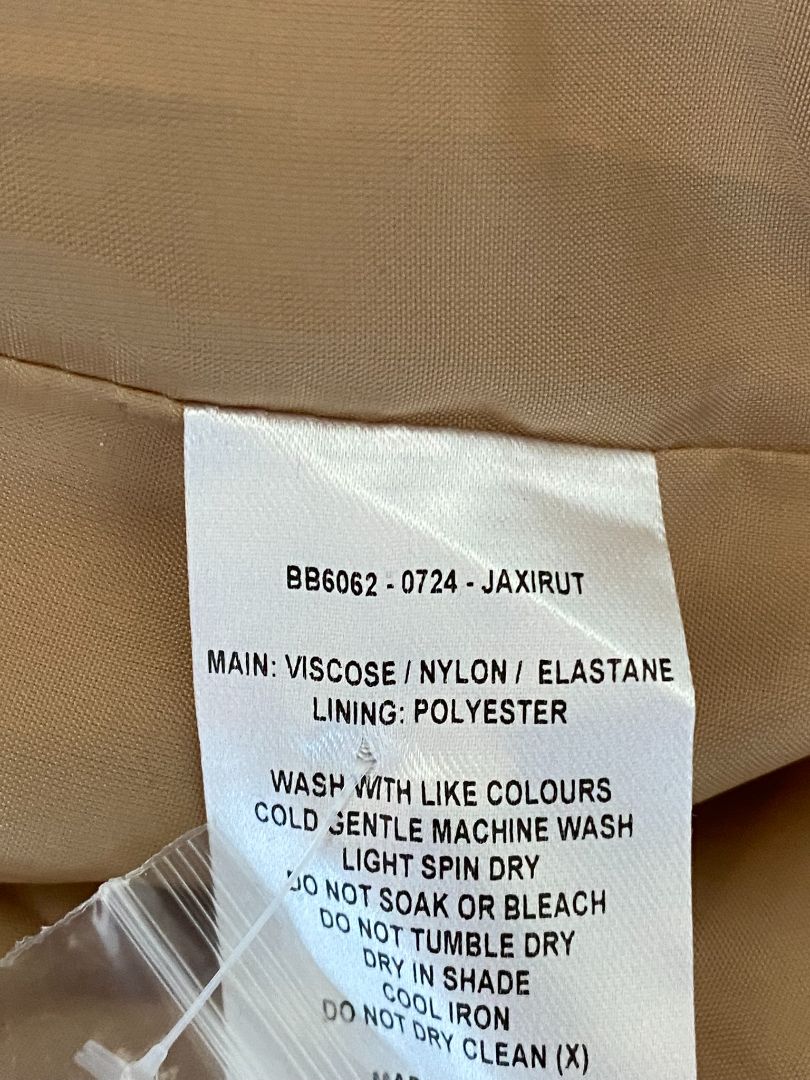 BB6062 - 0724 - JAXIRUT
MAIN: VISCOSE / NYLON / ELASTANE
LINING: POLYESTER
WASH WITH LIKE COLOURS
COLD GENTLE MACHINE WASH
LIGHT SPIN DRY
DO NOT SOAK OR BLEACH
DO NOT TUMBLE DRY
DRY IN SHADE
COOL IRON
DO NOT DRY CLEAN (X)